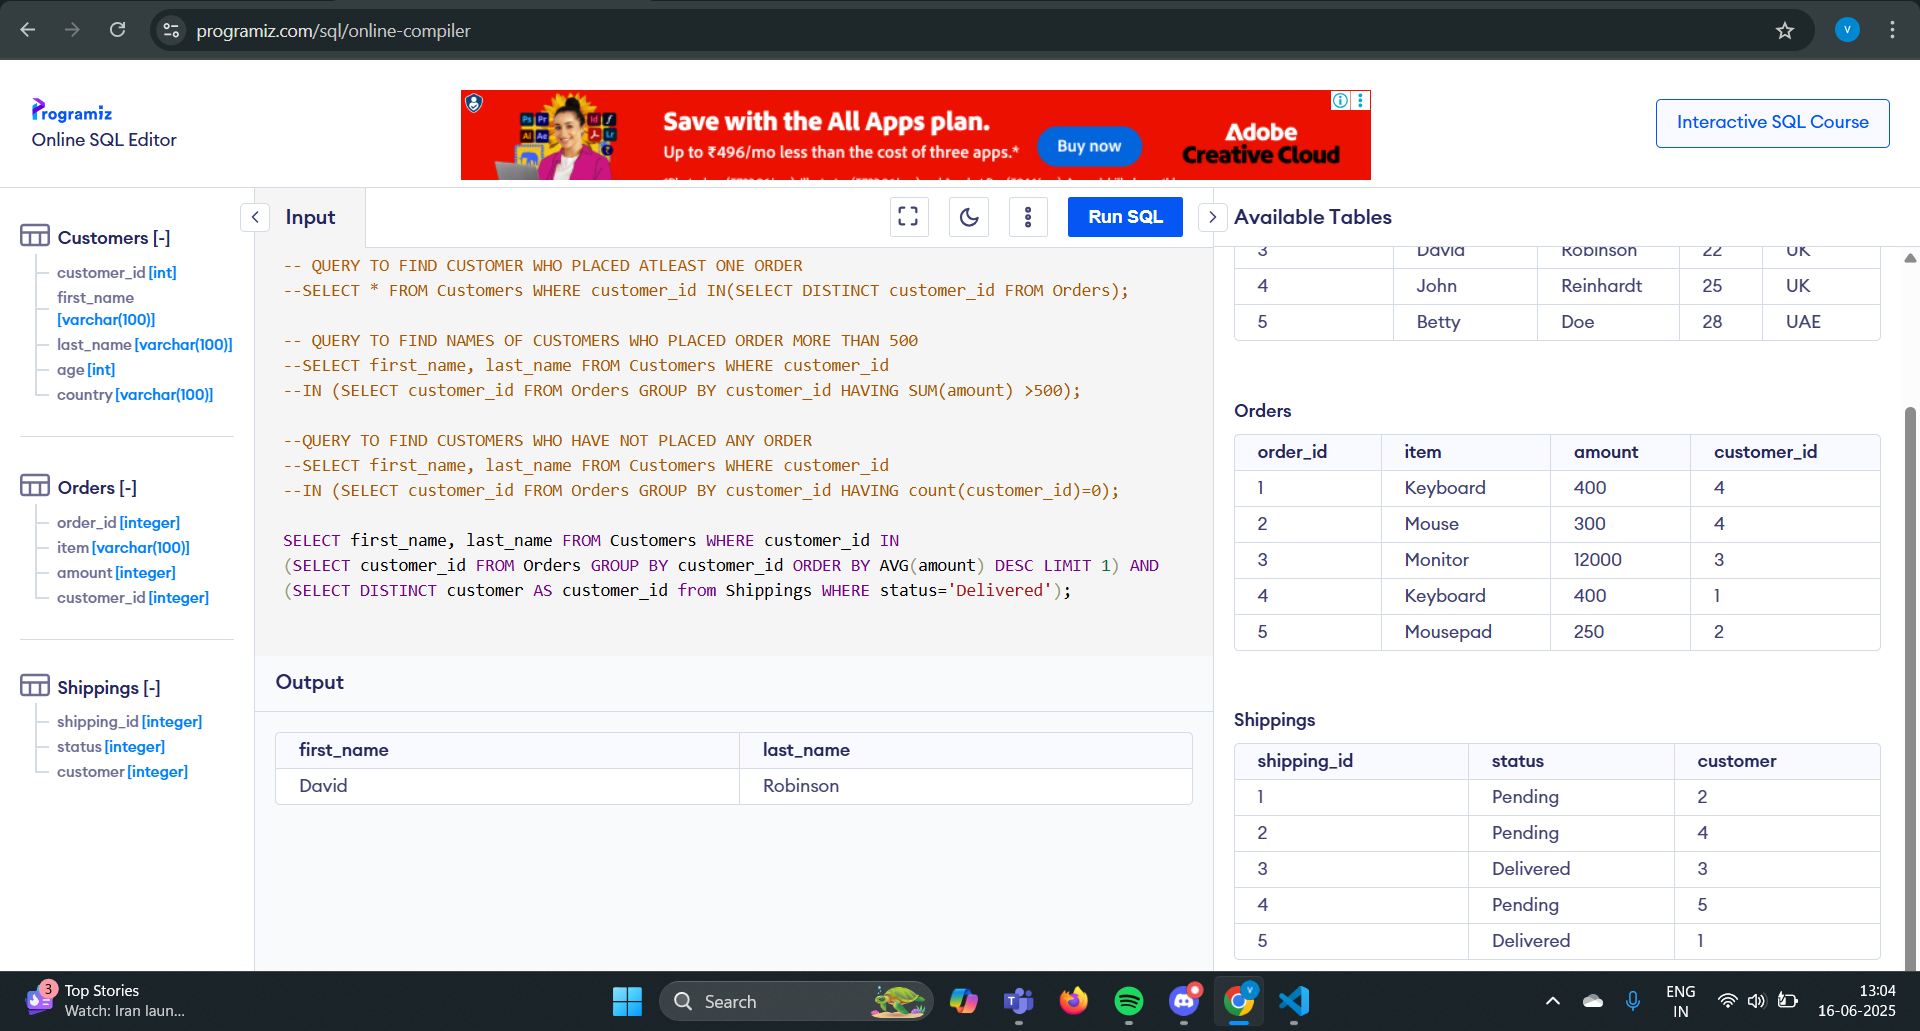 programiz.com/sql/online-compiler
V
Programiz
Online SQL Editor
Ps Pr Id f
Ai Ae Lr
Save with the All Apps plan.
Up to ₹496/mo less than the cost of three apps.*
Buy now
Adobe
Creative Cloud
Interactive SQL Course
Customers [-]
customer_id [int]
first_name
[varchar(100)]
last_name [varchar(100)]
age [int]
country [varchar(100)]
Orders [-]
order_id [integer]
item [varchar(100)]
amount [integer]
customer_id [integer]
Shippings [-]
shipping_id [integer]
status [integer]
customer [integer]
Input
Run SQL
-- QUERY TO FIND CUSTOMER WHO PLACED ATLEAST ONE ORDER
--SELECT * FROM Customers WHERE customer_id IN(SELECT DISTINCT customer_id FROM Orders);
-- QUERY TO FIND NAMES OF CUSTOMERS WHO PLACED ORDER MORE THAN 500
--SELECT first_name, last_name FROM Customers WHERE customer_id
--IN (SELECT customer_id FROM Orders GROUP BY customer_id HAVING SUM(amount) >500);
--QUERY TO FIND CUSTOMERS WHO HAVE NOT PLACED ANY ORDER
--SELECT first_name, last_name FROM Customers WHERE customer_id
--IN (SELECT customer_id FROM Orders GROUP BY customer_id HAVING count(customer_id)=0);
SELECT first_name, last_name FROM Customers WHERE customer_id IN
(SELECT customer_id FROM Orders GROUP BY customer_id ORDER BY AVG(amount) DESC LIMIT 1) AND
(SELECT DISTINCT customer AS customer_id from Shippings WHERE status='Delivered');
Output
first_name last_name
David Robinson
Available Tables
3 David Robinson 22 UK
4 John Reinhardt 25 UK
5 Betty Doe 28 UAE
Orders
order_id item amount customer_id
1 Keyboard 400 4
2 Mouse 300 4
3 Monitor 12000 3
4 Keyboard 400 1
5 Mousepad 250 2
Shippings
shipping_id status customer
1 Pending 2
2 Pending 4
3 Delivered 3
4 Pending 5
5 Delivered 1
3
Top Stories
Watch: Iran laun...
Search
ENG
IN
13:04
16-06-2025